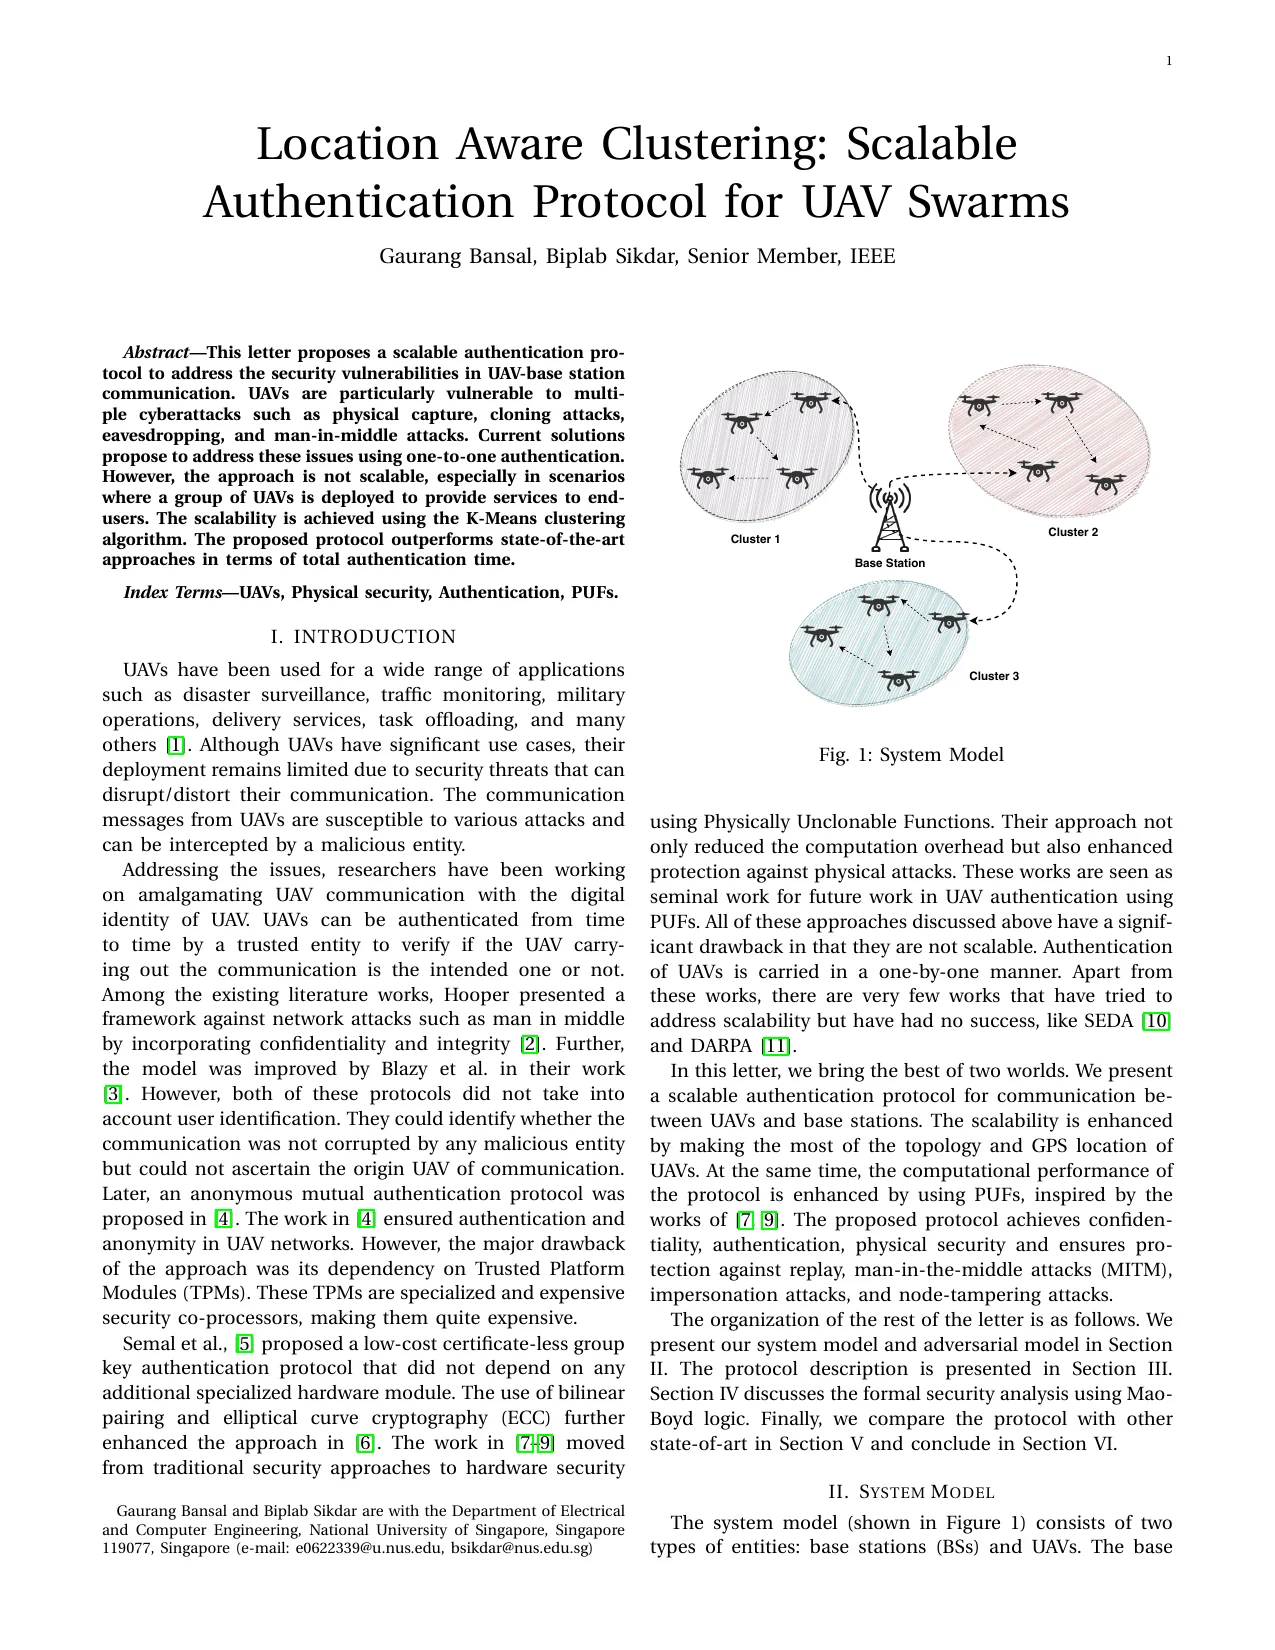 1
Location Aware Clustering: Scalable
Authentication Protocol for UAV Swarms
Gaurang Bansal, Biplab Sikdar, Senior Member, IEEE
Abstract—This letter proposes a scalable authentication pro-
tocol to address the security vulnerabilities in UAV-base station
communication. UAVs are particularly vulnerable to multi-
ple cyberattacks such as physical capture, cloning attacks,
eavesdropping, and man-in-middle attacks. Current solutions
propose to address these issues using one-to-one authentication.
However, the approach is not scalable, especially in scenarios
where a group of UAVs is deployed to provide services to end-
users. The scalability is achieved using the K-Means clustering
algorithm. The proposed protocol outperforms state-of-the-art
approaches in terms of total authentication time.
Index Terms—UAVs, Physical security, Authentication, PUFs.
I. INTRODUCTION
UAVs have been used for a wide range of applications
such as disaster surveillance, traffic monitoring, military
operations, delivery services, task offloading, and many
others [1]. Although UAVs have significant use cases, their
deployment remains limited due to security threats that can
disrupt/distort their communication. The communication
messages from UAVs are susceptible to various attacks and
can be intercepted by a malicious entity.
Addressing the issues, researchers have been working
on amalgamating UAV communication with the digital
identity of UAV. UAVs can be authenticated from time
to time by a trusted entity to verify if the UAV carry-
ing out the communication is the intended one or not.
Among the existing literature works, Hooper presented a
framework against network attacks such as man in middle
by incorporating confidentiality and integrity [2]. Further,
the model was improved by Blazy et al. in their work
[3]. However, both of these protocols did not take into
account user identification. They could identify whether the
communication was not corrupted by any malicious entity
but could not ascertain the origin UAV of communication.
Later, an anonymous mutual authentication protocol was
proposed in [4]. The work in [4] ensured authentication and
anonymity in UAV networks. However, the major drawback
of the approach was its dependency on Trusted Platform
Modules (TPMs). These TPMs are specialized and expensive
security co-processors, making them quite expensive.
Semal et al., [5] proposed a low-cost certificate-less group
key authentication protocol that did not depend on any
additional specialized hardware module. The use of bilinear
pairing and elliptical curve cryptography (ECC) further
enhanced the approach in [6]. The work in [7–9] moved
from traditional security approaches to hardware security
Gaurang Bansal and Biplab Sikdar are with the Department of Electrical
and Computer Engineering, National University of Singapore, Singapore
119077, Singapore (e-mail: e0622339@u.nus.edu, bsikdar@nus.edu.sg)
Cluster 1
Cluster 2
Base Station
Cluster 3
Fig. 1: System Model
using Physically Unclonable Functions. Their approach not
only reduced the computation overhead but also enhanced
protection against physical attacks. These works are seen as
seminal work for future work in UAV authentication using
PUFs. All of these approaches discussed above have a signif-
icant drawback in that they are not scalable. Authentication
of UAVs is carried in a one-by-one manner. Apart from
these works, there are very few works that have tried to
address scalability but have had no success, like SEDA [10]
and DARPA [11].
In this letter, we bring the best of two worlds. We present
a scalable authentication protocol for communication be-
tween UAVs and base stations. The scalability is enhanced
by making the most of the topology and GPS location of
UAVs. At the same time, the computational performance of
the protocol is enhanced by using PUFs, inspired by the
works of [7, 9]. The proposed protocol achieves confiden-
tiality, authentication, physical security and ensures pro-
tection against replay, man-in-the-middle attacks (MITM),
impersonation attacks, and node-tampering attacks.
The organization of the rest of the letter is as follows. We
present our system model and adversarial model in Section
II. The protocol description is presented in Section III.
Section IV discusses the formal security analysis using Mao-
Boyd logic. Finally, we compare the protocol with other
state-of-art in Section V and conclude in Section VI.
II. SYSTEM MODEL
The system model (shown in Figure 1) consists of two
types of entities: base stations (BSs) and UAVs. The base